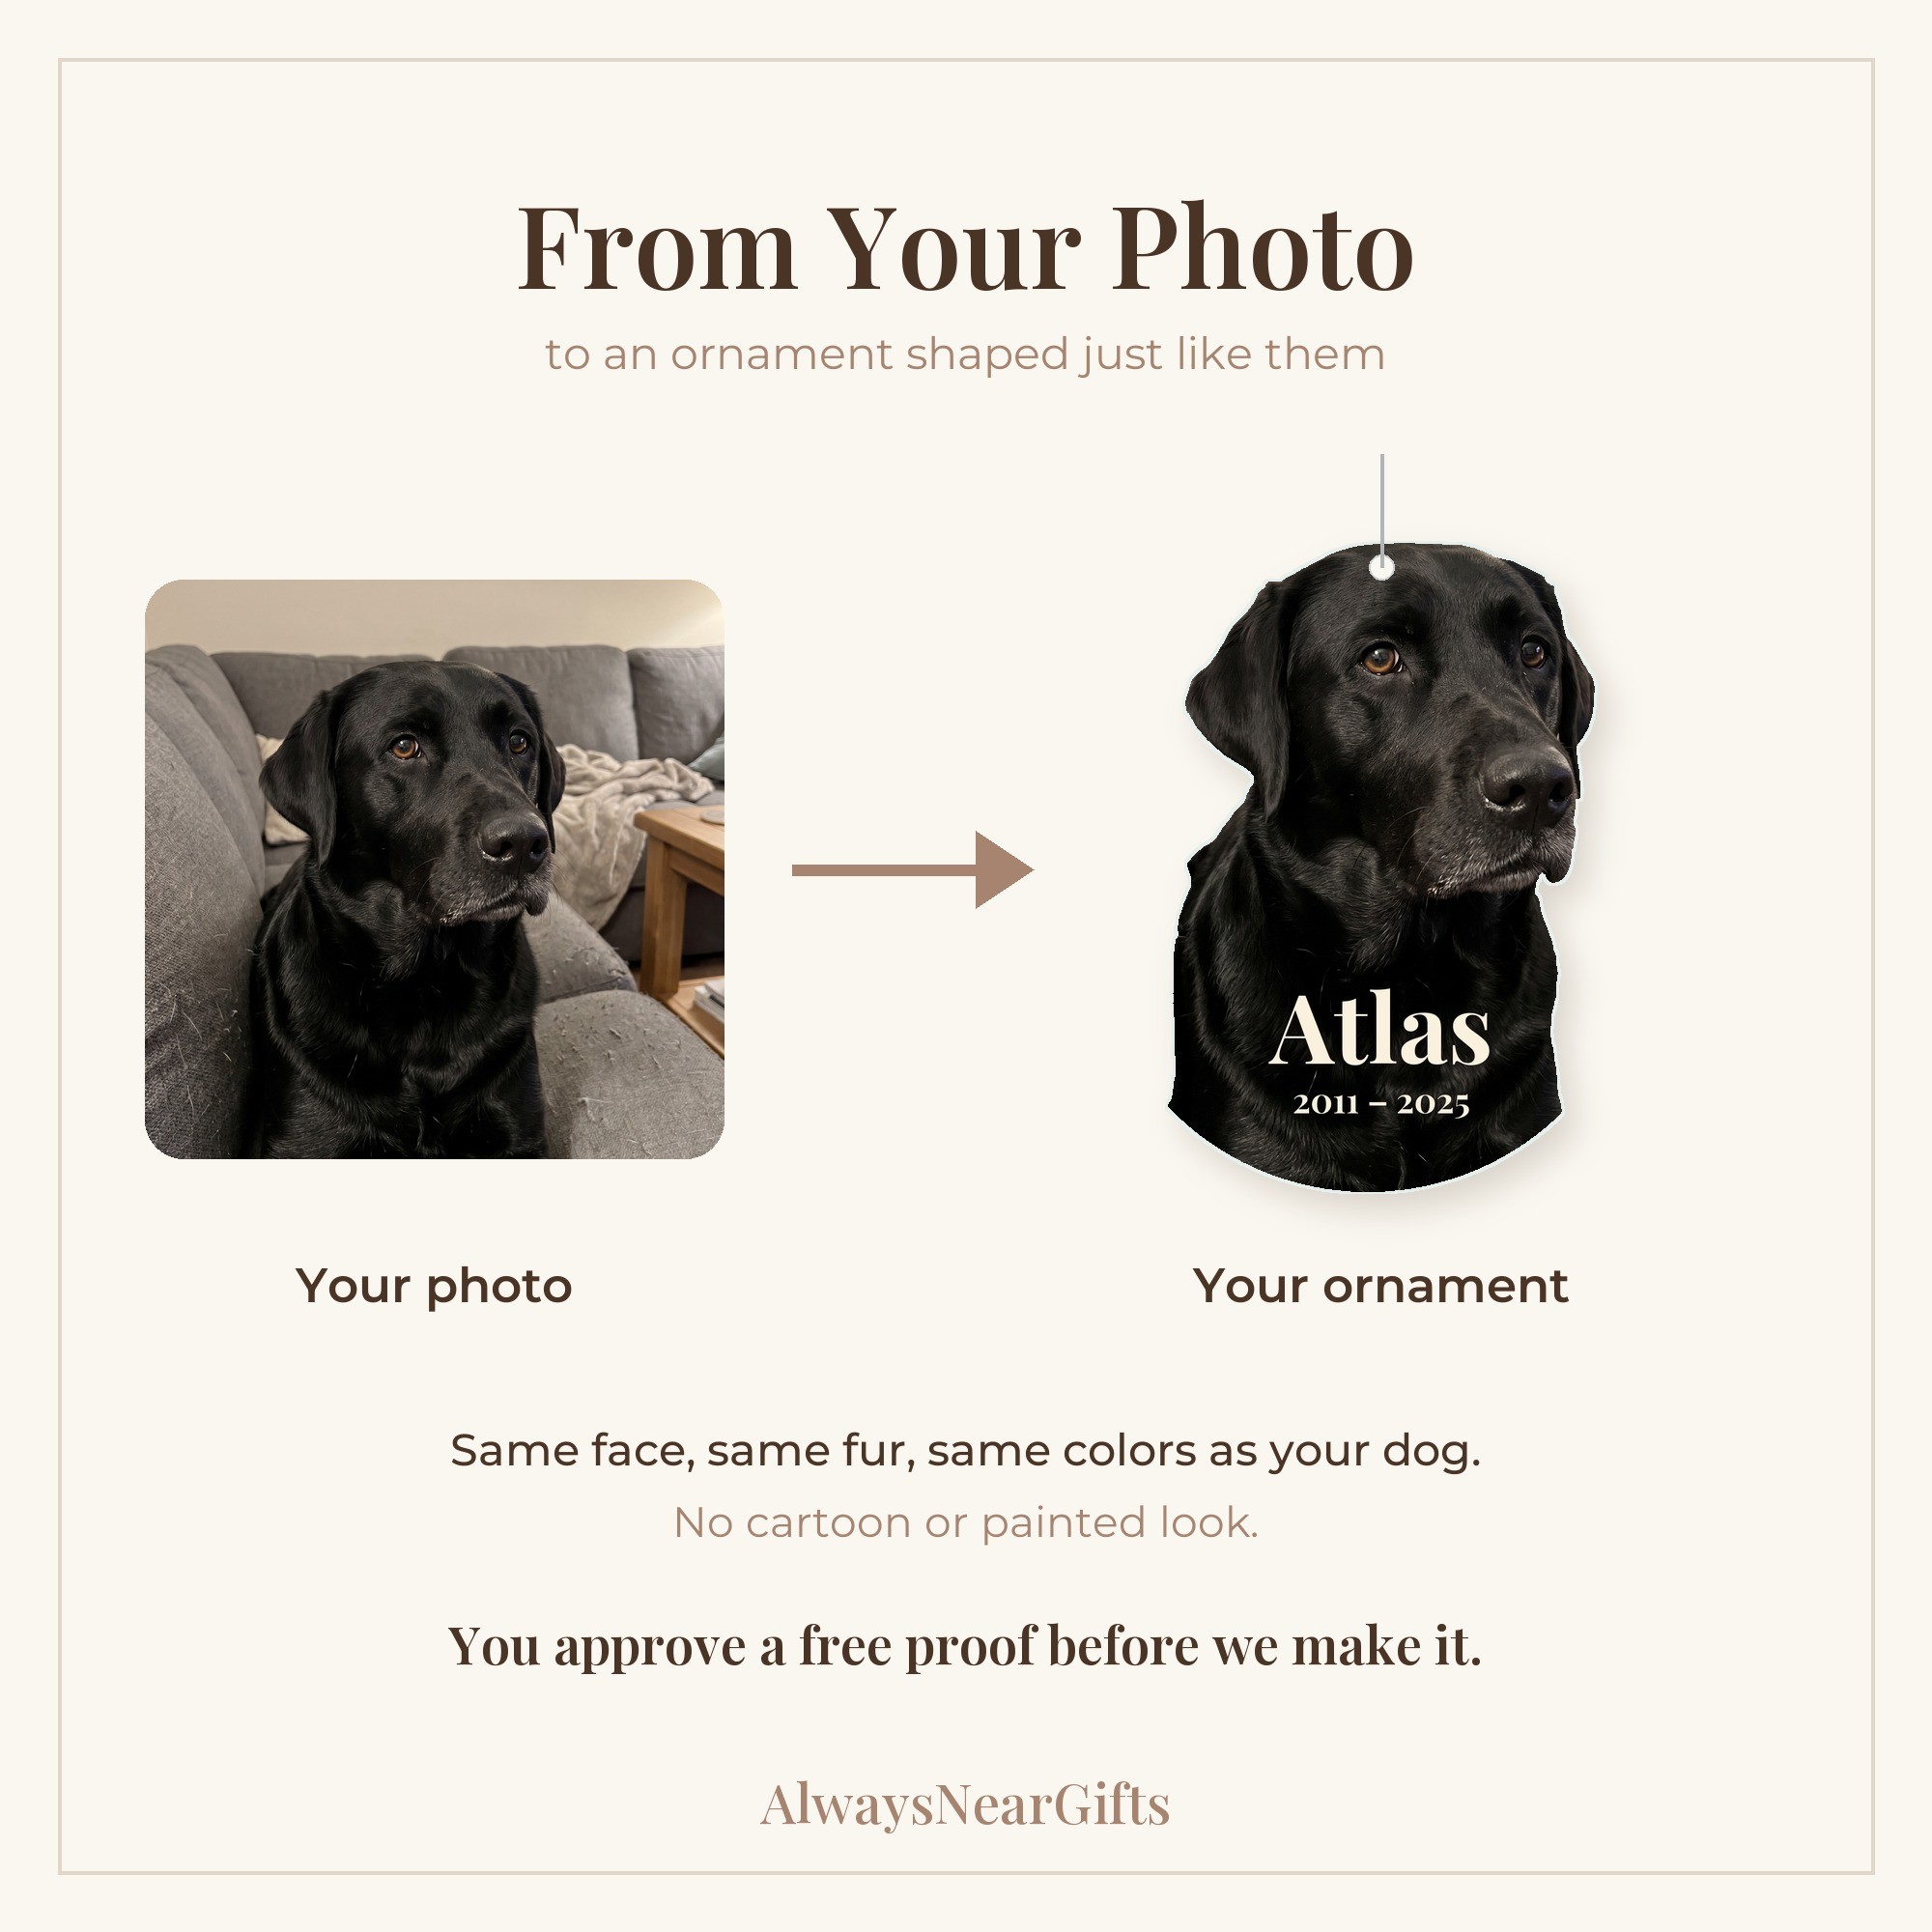 From Your Photo
to an ornament shaped just like them
Atlas
2011 – 2025
Your photo
Your ornament
Same face, same fur, same colors as your dog.
No cartoon or painted look.
You approve a free proof before we make it.
AlwaysNearGifts